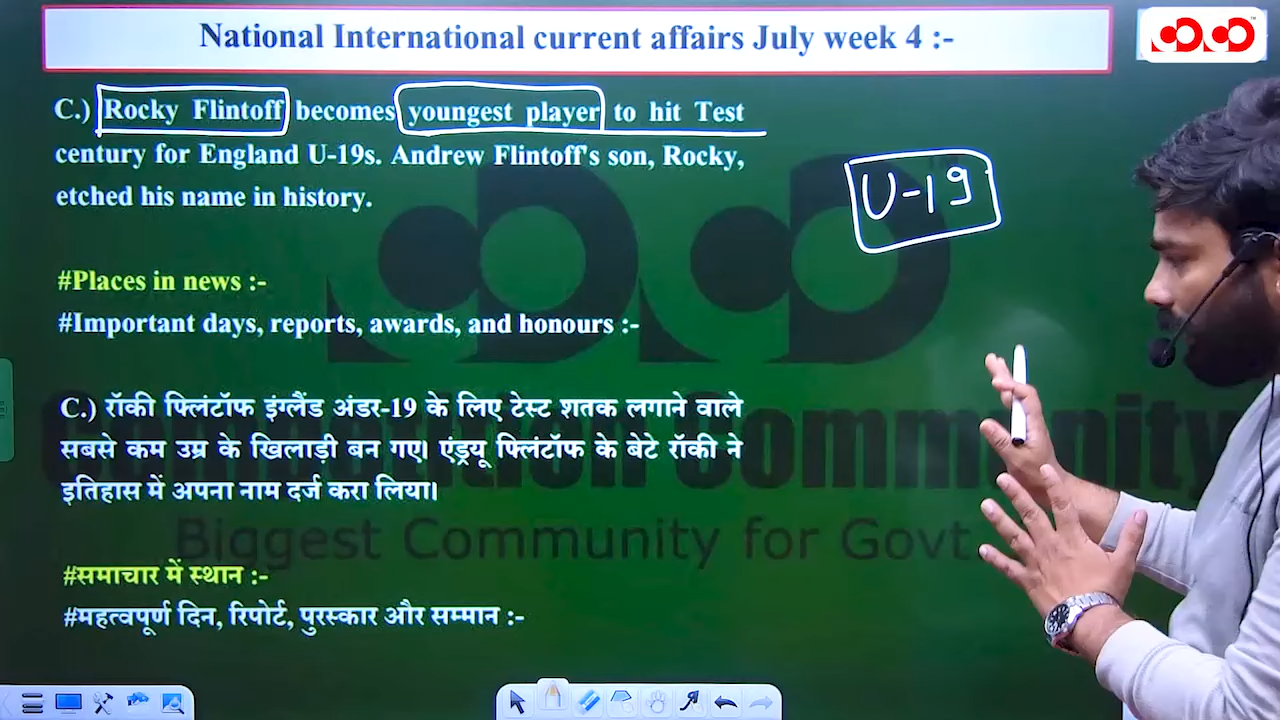 National International current affairs July week 4 :-
C.) Rocky Flintoff becomes youngest player to hit Test
century for England U-19s. Andrew Flintoff's son, Rocky,
etched his name in history.
U-19
#Places in news :-
#Important days, reports, awards, and honours :-
C.) रॉकी फ्लिंटॉफ इंग्लैंड अंडर-19 के लिए टेस्ट शतक लगाने वाले
सबसे कम उम्र के खिलाड़ी बन गए। एंड्रयू फ्लिंटॉफ के बेटे रॉकी ने
इतिहास में अपना नाम दर्ज करा लिया।
Competition Community
Biggest Community for Govt
#समाचार में स्थान :-
#महत्वपूर्ण दिन, रिपोर्ट, पुरस्कार और सम्मान :-